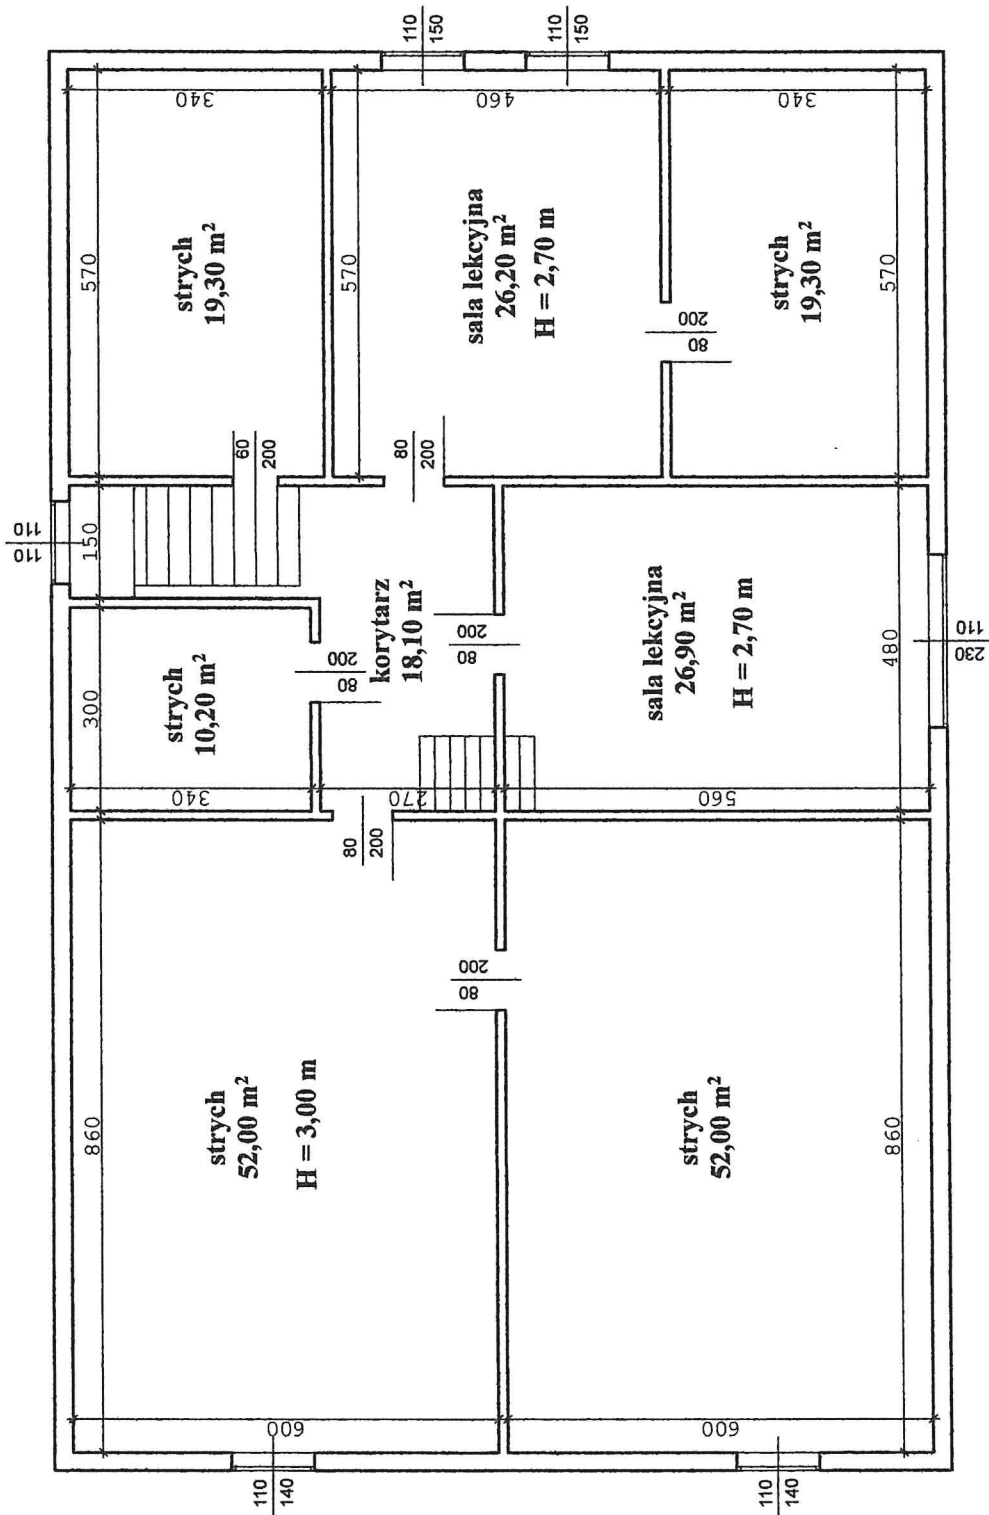 110
150
110
150
340
460
340
570
strych
19,30 m²
570
sala lekcyjna
26,20 m²
H = 2,70 m
strych
19,30 m²
570
80
200
60
200
80
200
110
110
150
strych
10,20 m²
300
80
200
korytarz
18,10 m²
80
200
sala lekcyjna
26,90 m²
H = 2,70 m
480
110
230
340
270
560
80
200
80
200
860
strych
52,00 m²
H = 3,00 m
strych
52,00 m²
860
600
600
110
140
110
140